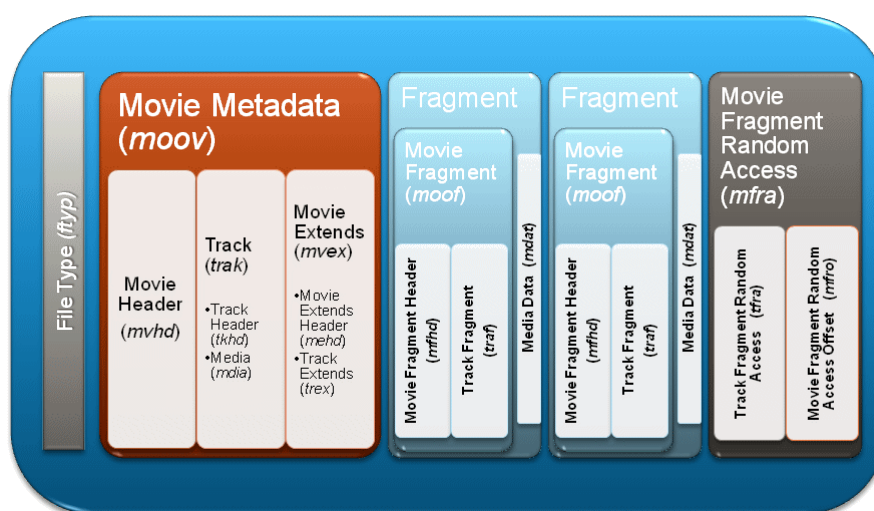 File Type (ftyp)
Movie Metadata
(moov)
Movie
Header
(mvhd)
Track
(trak)
•Track
Header
(tkhd)
•Media
(mdia)
Movie
Extends
(mvex)
•Movie
Extends
Header
(mehd)
•Track
Extends
(trex)
Fragment
Movie
Fragment
(moof)
Movie Fragment Header
(mfhd)
Track Fragment
(traf)
Media Data (mdat)
Fragment
Movie
Fragment
(moof)
Movie Fragment Header
(mfhd)
Track Fragment
(traf)
Media Data (mdat)
Movie
Fragment
Random
Access
(mfra)
Track Fragment Random
Access (tfra)
Movie Fragment Random
Access Offset (mfro)